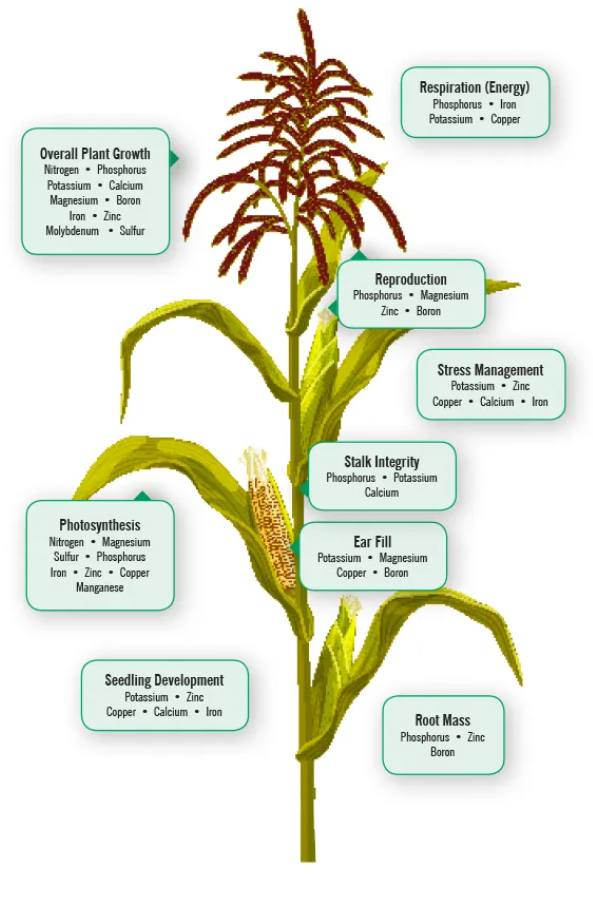 Respiration (Energy)
Phosphorus • Iron
Potassium • Copper
Overall Plant Growth
Nitrogen • Phosphorus
Potassium • Calcium
Magnesium • Boron
Iron • Zinc
Molybdenum • Sulfur
Reproduction
Phosphorus • Magnesium
Zinc • Boron
Stress Management
Potassium • Zinc
Copper • Calcium • Iron
Stalk Integrity
Phosphorus • Potassium
Calcium
Photosynthesis
Nitrogen • Magnesium
Sulfur • Phosphorus
Iron • Zinc • Copper
Manganese
Ear Fill
Potassium • Magnesium
Copper • Boron
Seedling Development
Potassium • Zinc
Copper • Calcium • Iron
Root Mass
Phosphorus • Zinc
Boron